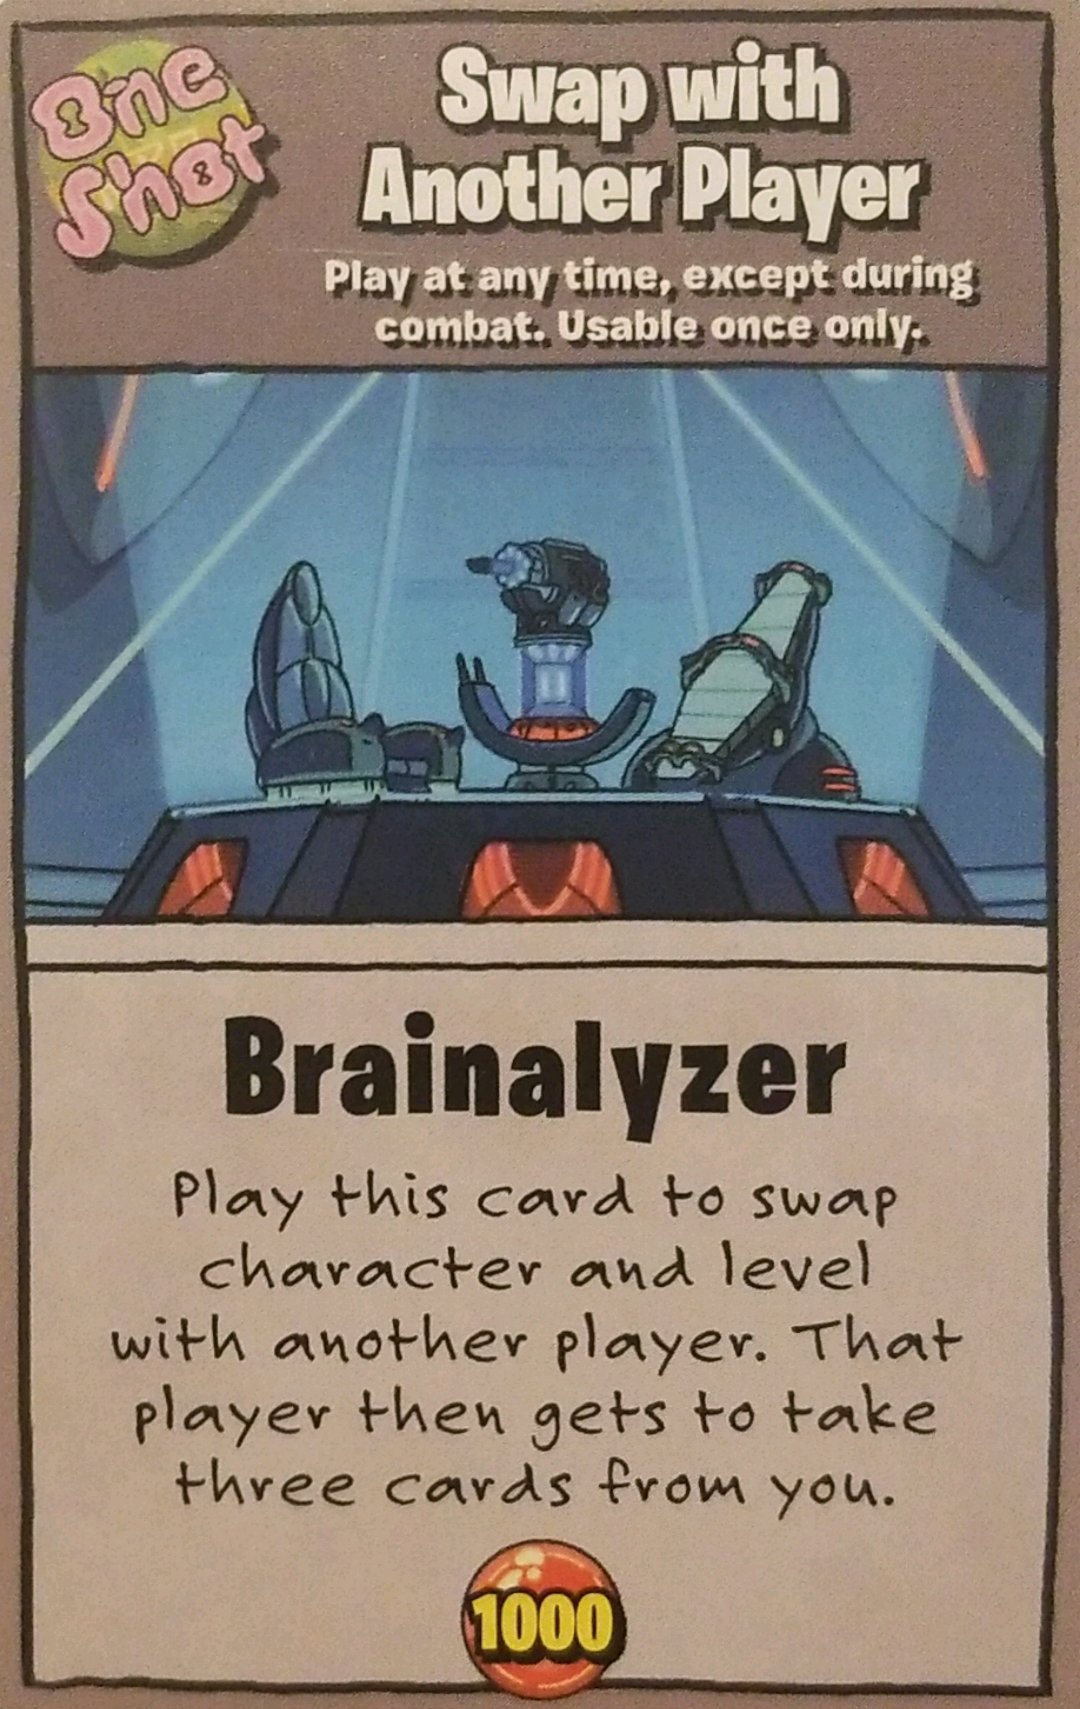 One
Shot
Swap with
Another Player
Play at any time, except during
combat. Usable once only.
Brainalyzer
Play this card to swap
character and level
with another player. That
player then gets to take
three cards from you.
1000